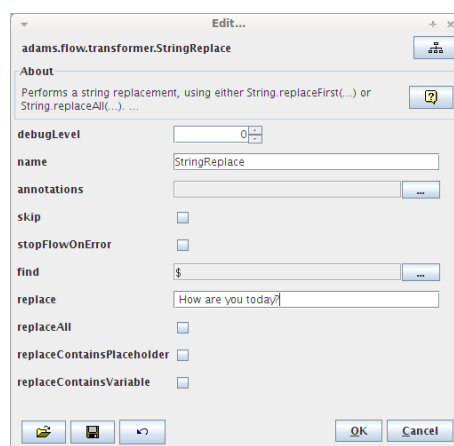 Edit...
adams.flow.transformer.StringReplace
About
Performs a string replacement, using either String.replaceFirst(...) or
String.replaceAll(...). ...
debugLevel 0
name StringReplace
annotations ...
skip
stopFlowOnError
find $ ...
replace How are you today?
replaceAll
replaceContainsPlaceholder
replaceContainsVariable
OK Cancel